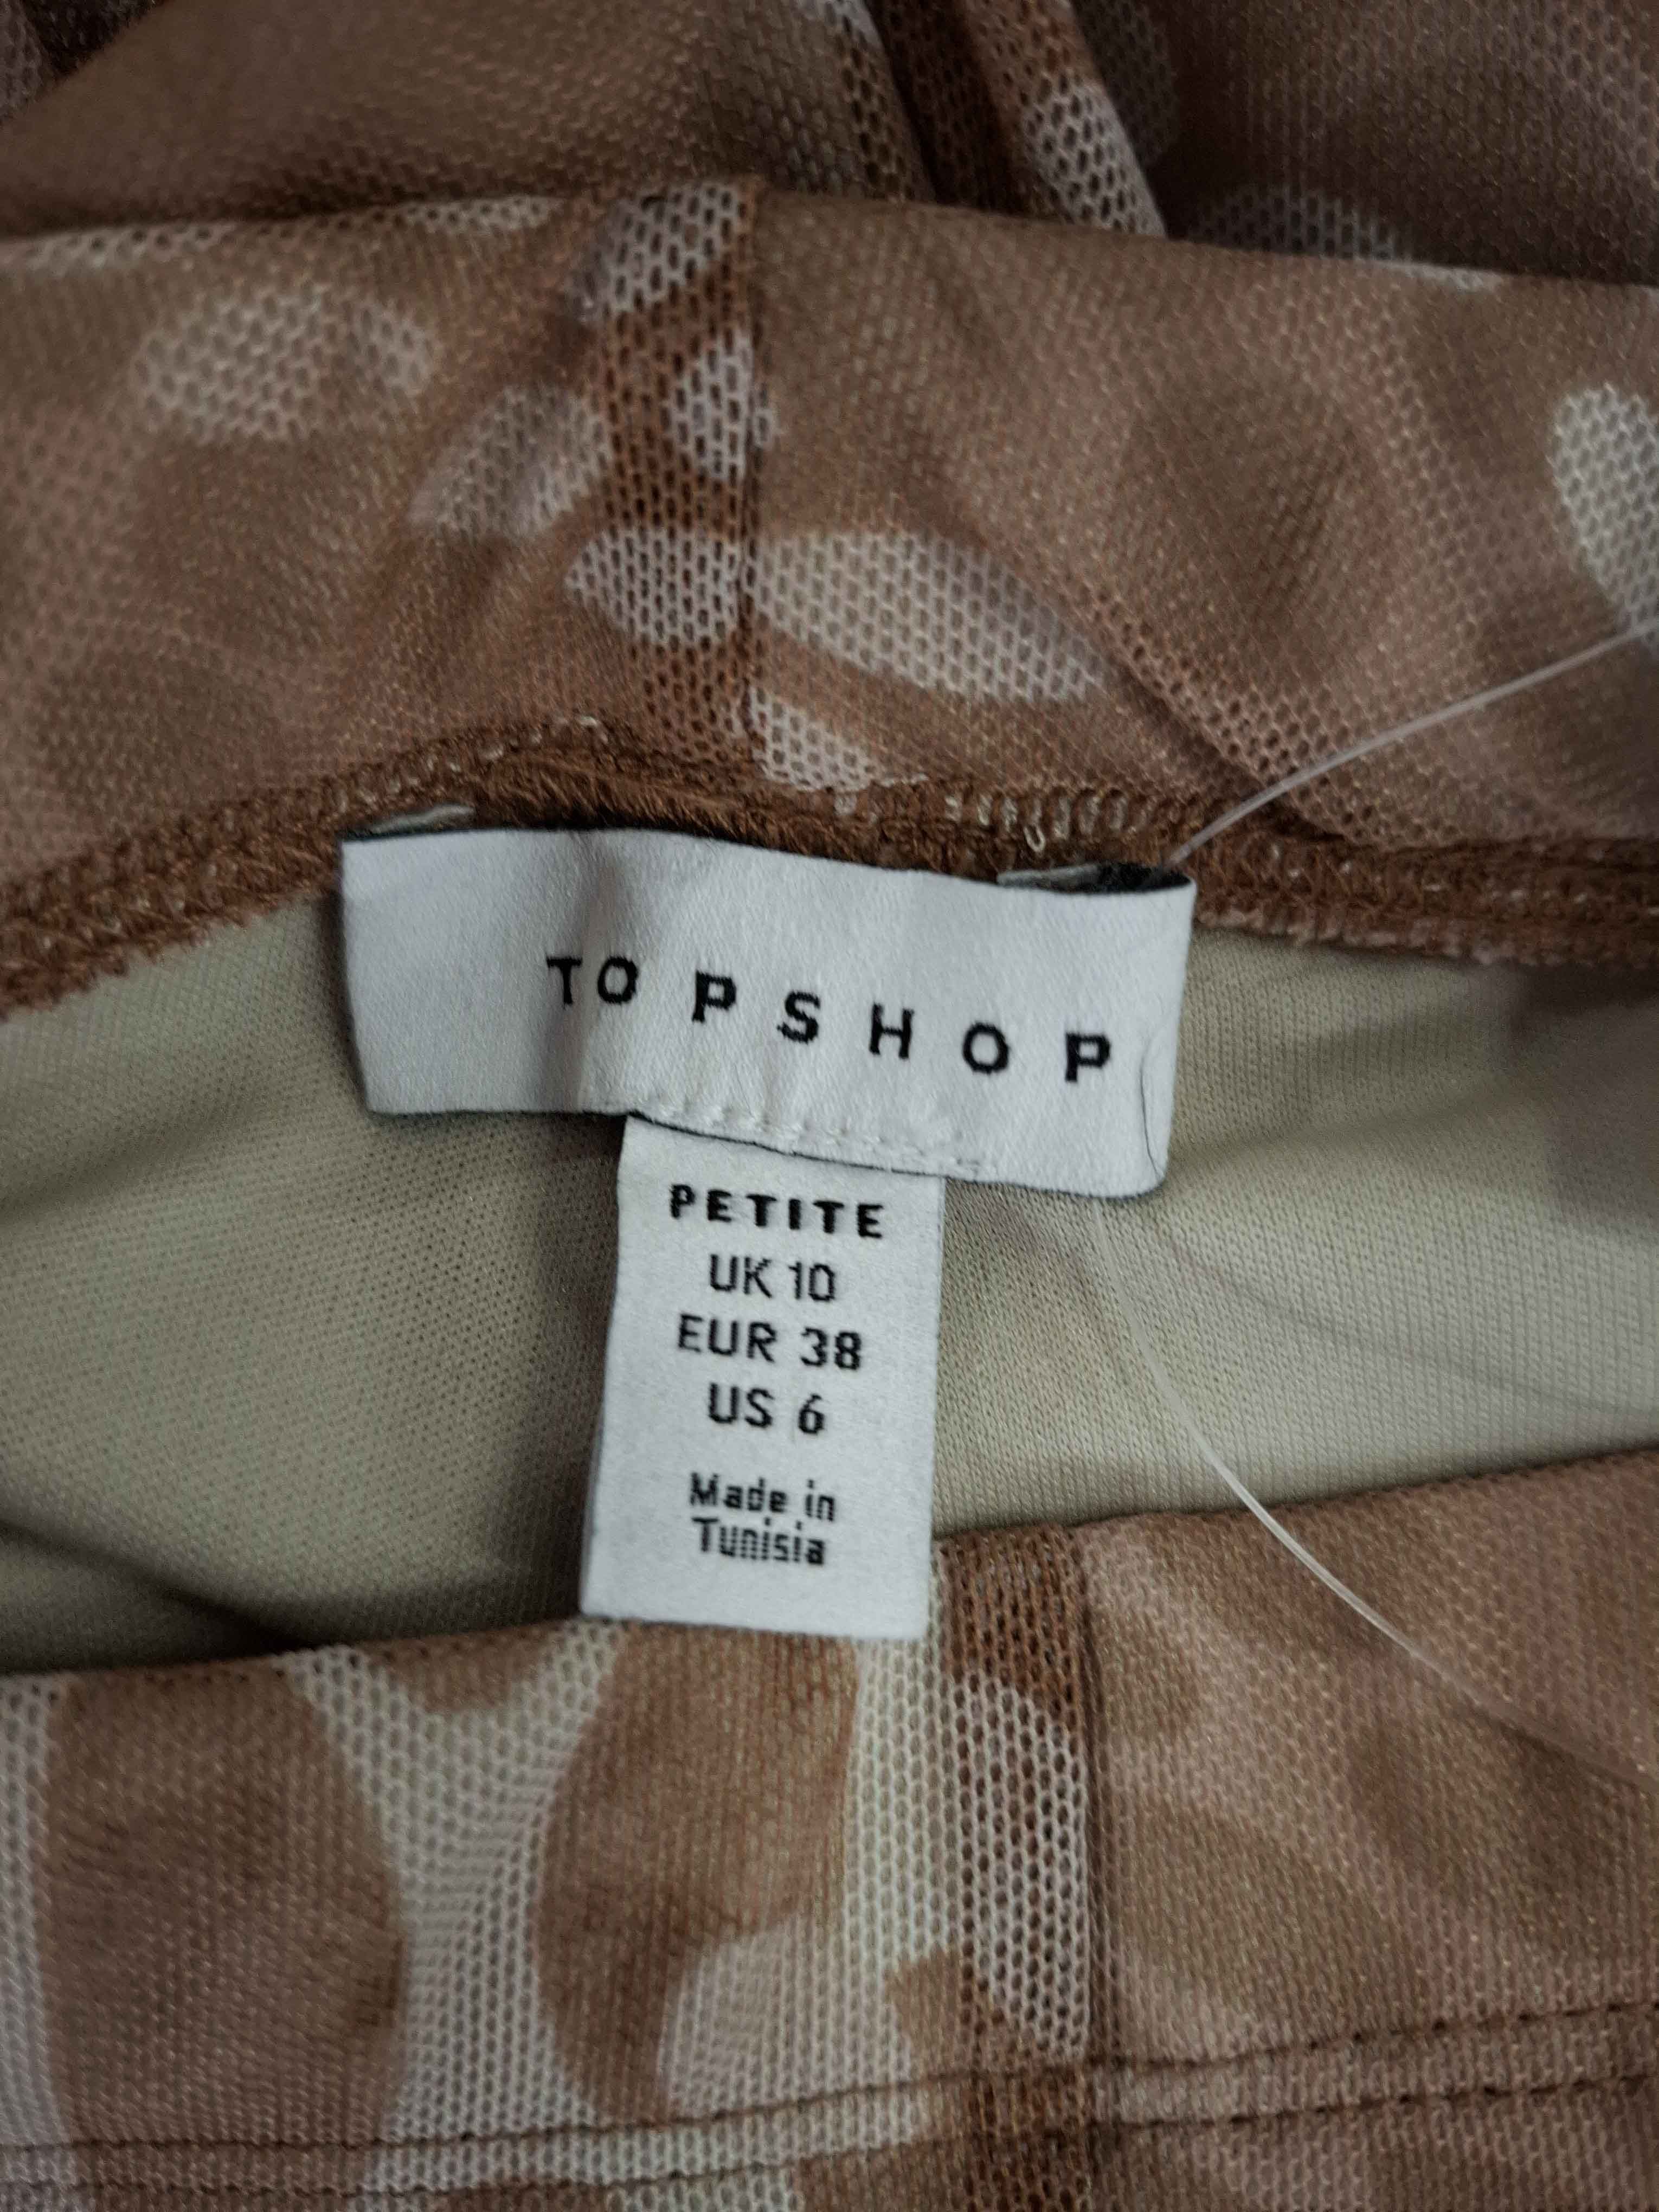 TOPSHOP
PETITE
UK 10
EUR 38
US 6
Made in
Tunisia